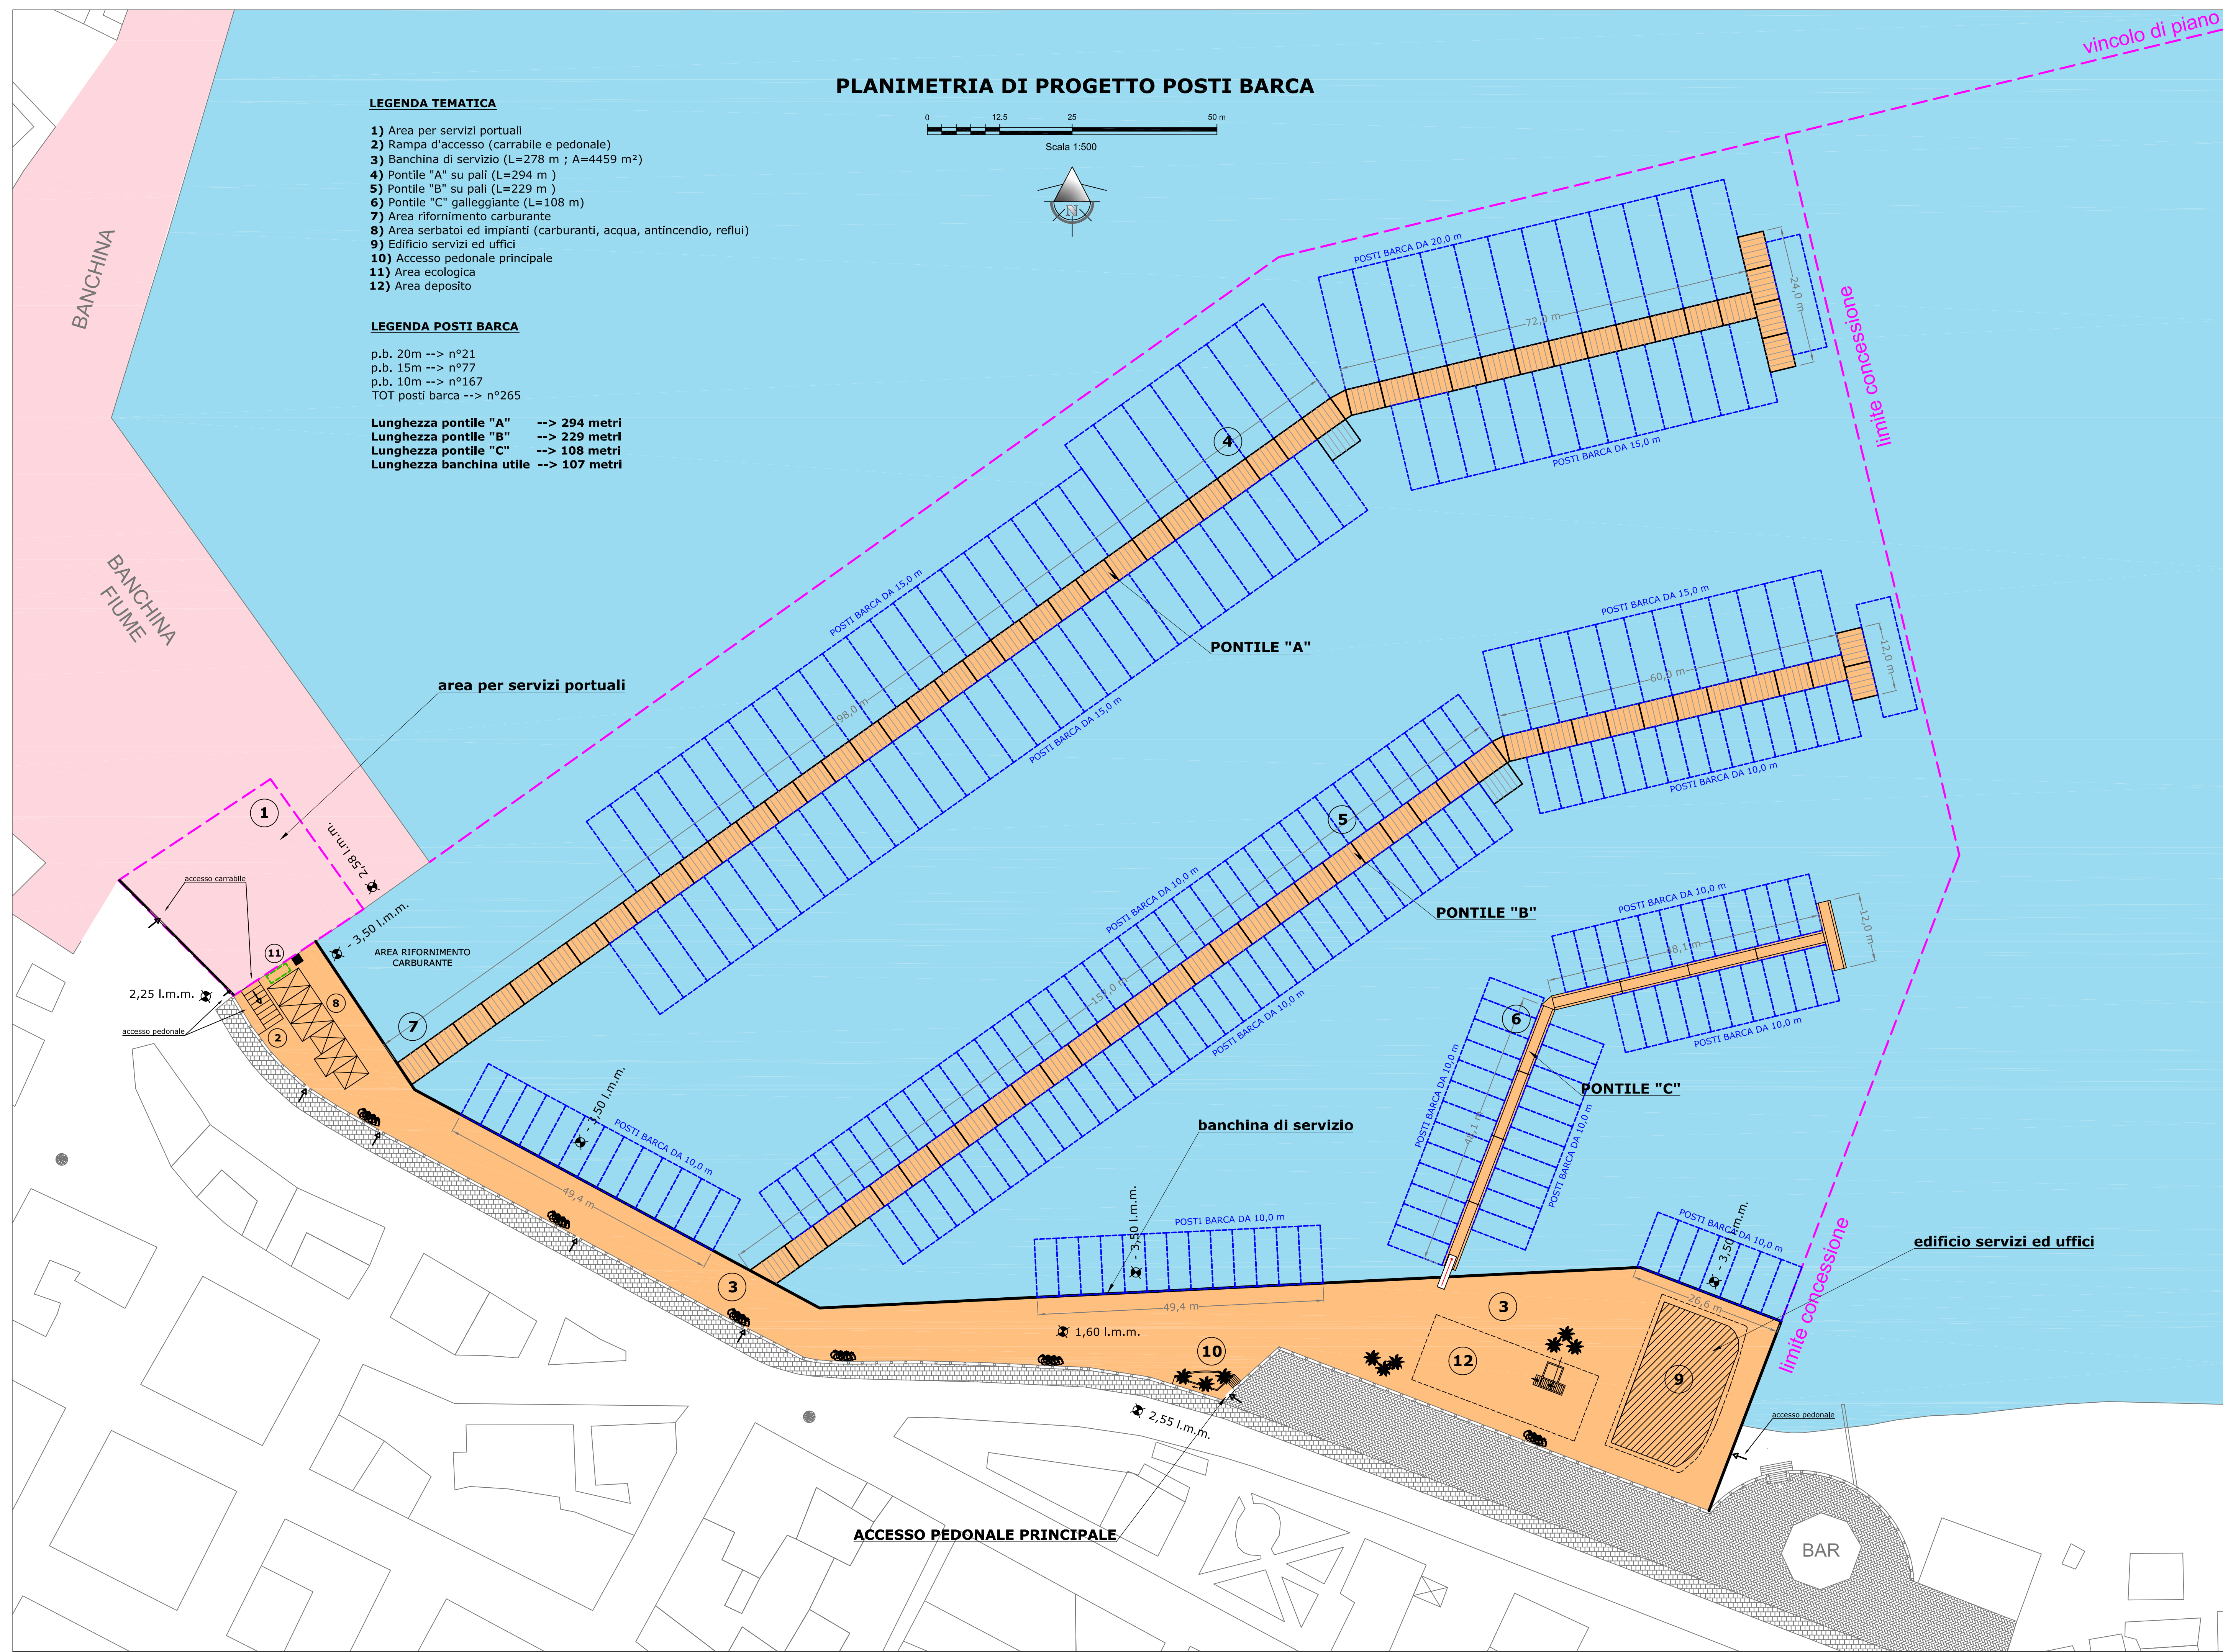 vincolo di piano
PLANIMETRIA DI PROGETTO POSTI BARCA
0 12.5 25 50 m
Scala 1:500
N
LEGENDA TEMATICA
1) Area per servizi portuali
2) Rampa d'accesso (carrabile e pedonale)
3) Banchina di servizio (L=278 m ; A=4459 m²)
4) Pontile "A" su pali (L=294 m )
5) Pontile "B" su pali (L=229 m )
6) Pontile "C" galleggiante (L=108 m)
7) Area rifornimento carburante
8) Area serbatoi ed impianti (carburanti, acqua, antincendio, reflui)
9) Edificio servizi ed uffici
10) Accesso pedonale principale
11) Area ecologica
12) Area deposito
LEGENDA POSTI BARCA
p.b. 20m --> n°21
p.b. 15m --> n°77
p.b. 10m --> n°167
TOT posti barca --> n°265
Lunghezza pontile "A" --> 294 metri
Lunghezza pontile "B" --> 229 metri
Lunghezza pontile "C" --> 108 metri
Lunghezza banchina utile --> 107 metri
BANCHINA
BANCHINA
FIUME
POSTI BARCA DA 20,0 m
72,0 m
24,0 m
limite concessione
4
POSTI BARCA DA 15,0 m
POSTI BARCA DA 15,0 m
198,0 m
POSTI BARCA DA 15,0 m
PONTILE "A"
POSTI BARCA DA 15,0 m
60,0 m
12,0 m
POSTI BARCA DA 10,0 m
area per servizi portuali
1
2,58 l.m.m.
accesso carrabile
5
POSTI BARCA DA 10,0 m
157,0 m
POSTI BARCA DA 10,0 m
PONTILE "B"
POSTI BARCA DA 10,0 m
48,1 m
12,0 m
POSTI BARCA DA 10,0 m
- 3,50 l.m.m.
AREA RIFORNIMENTO
CARBURANTE
11
2,25 l.m.m.
8
accesso pedonale
2
7
6
POSTI BARCA DA 10,0 m
48,1 m
POSTI BARCA DA 10,0 m
PONTILE "C"
- 3,50 l.m.m.
POSTI BARCA DA 10,0 m
49,4 m
banchina di servizio
- 3,50 l.m.m.
POSTI BARCA DA 10,0 m
49,4 m
POSTI BARCA DA 10,0 m
- 3,50 l.m.m.
26,6 m
edificio servizi ed uffici
limite concessione
3
3
1,60 l.m.m.
10
12
9
2,55 l.m.m.
accesso pedonale
ACCESSO PEDONALE PRINCIPALE
BAR